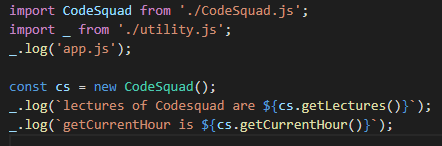 import CodeSquad from './CodeSquad.js';
import _ from './utility.js';
_.log('app.js');
const cs = new CodeSquad();
_.log(`lectures of Codesquad are ${cs.getLectures()}`);
_.log(`getCurrentHour is ${cs.getCurrentHour()}`);